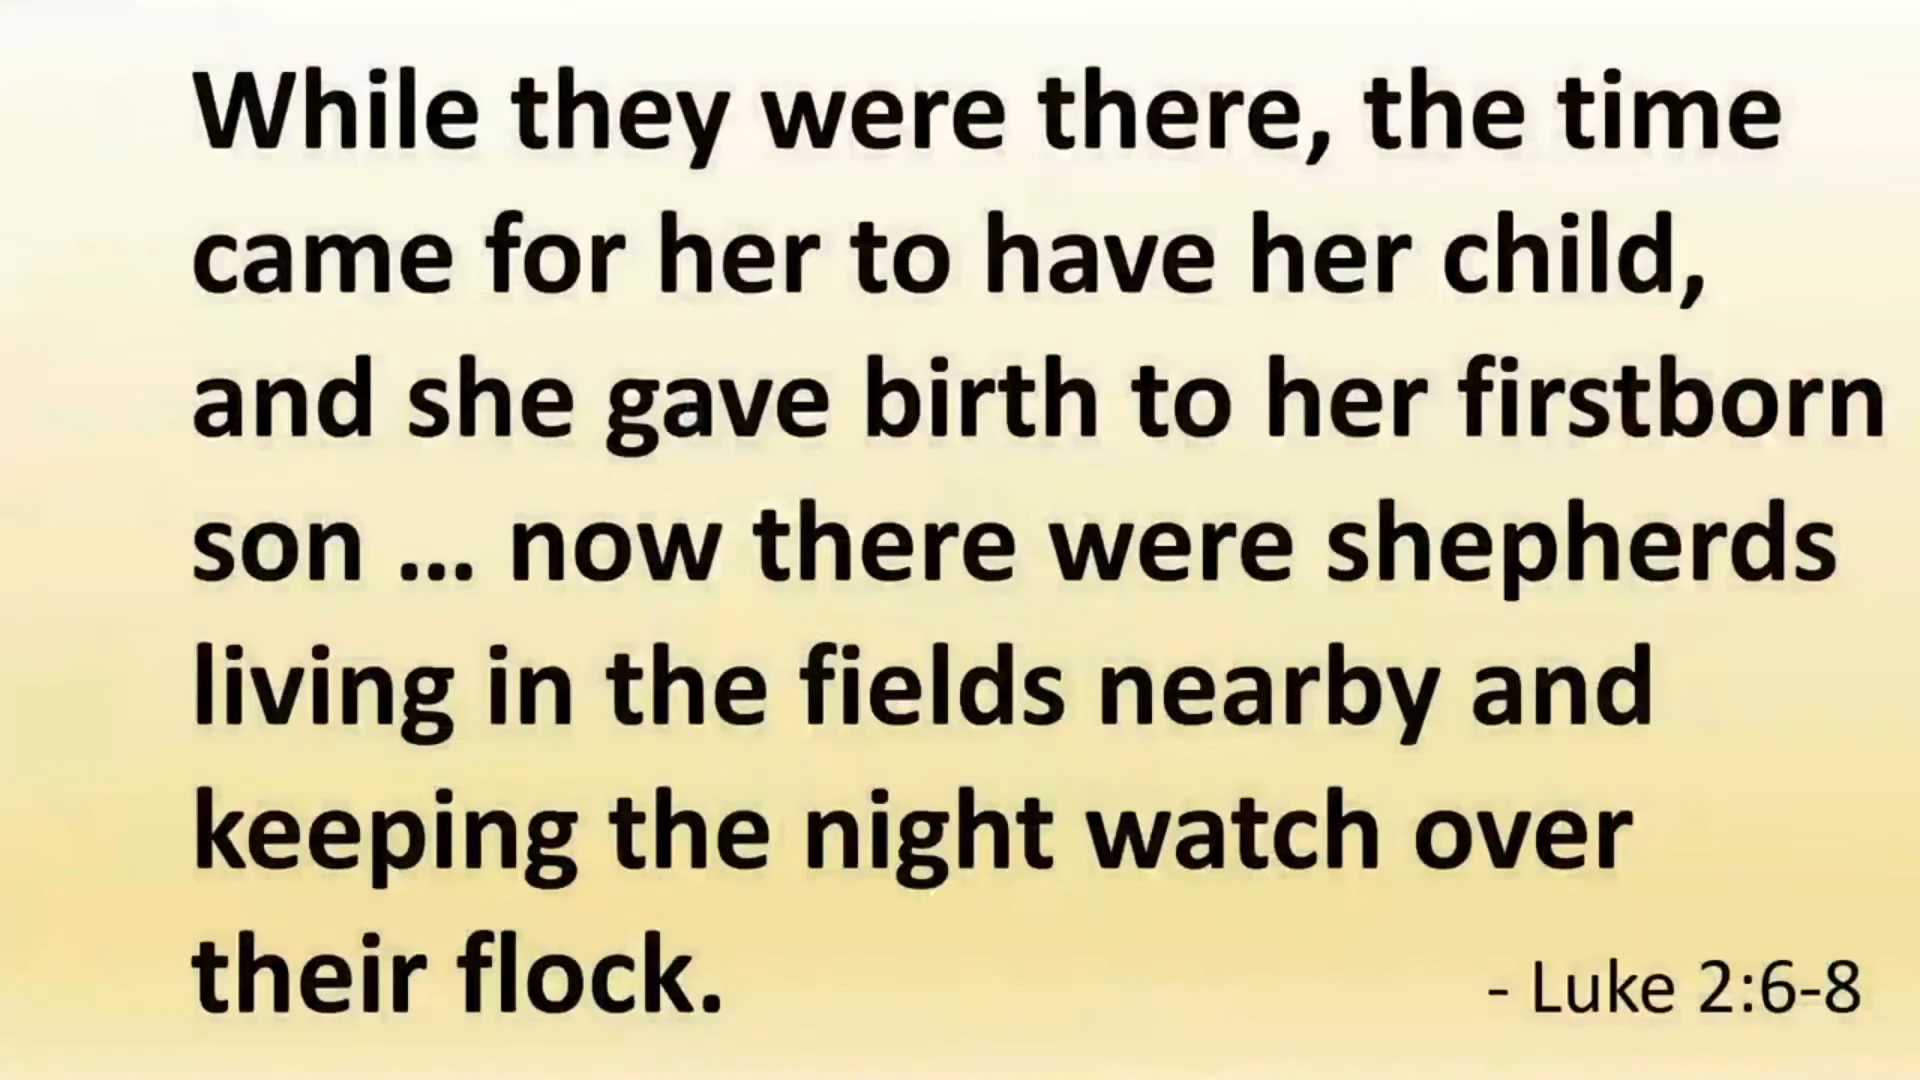 While they were there, the time
came for her to have her child,
and she gave birth to her firstborn
son ... now there were shepherds
living in the fields nearby and
keeping the night watch over
their flock.
- Luke 2:6-8